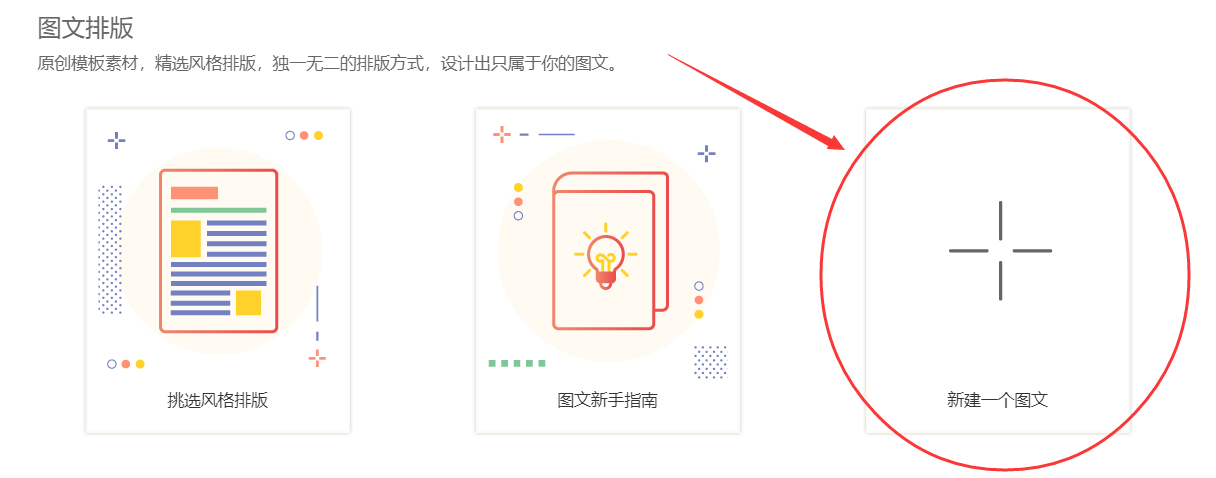 图文排版
原创模板素材，精选风格排版，独一无二的排版方式，设计出只属于你的图文。
挑选风格排版
图文新手指南
新建一个图文